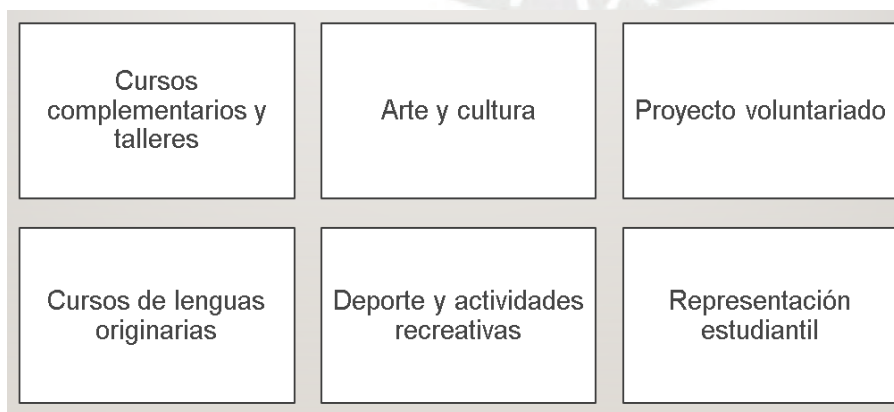 Cursos
complementarios y
talleres
Arte y cultura
Proyecto voluntariado
Cursos de lenguas
originarias
Deporte y actividades
recreativas
Representación
estudiantil